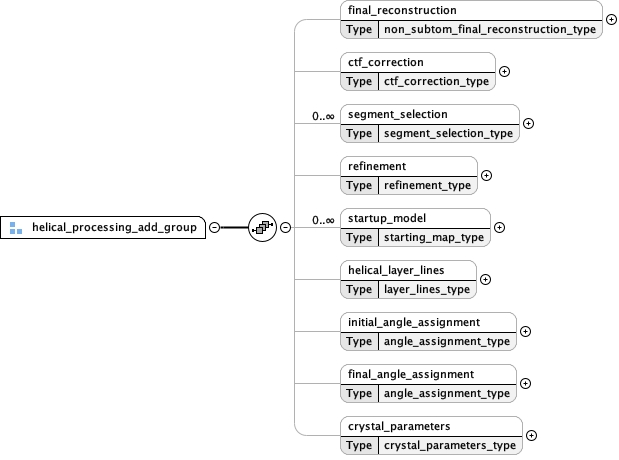 final_reconstruction
Type non_subtom_final_reconstruction_type
ctf_correction
Type ctf_correction_type
0..∞
segment_selection
Type segment_selection_type
refinement
Type refinement_type
0..∞
startup_model
Type starting_map_type
helical_processing_add_group
helical_layer_lines
Type layer_lines_type
initial_angle_assignment
Type angle_assignment_type
final_angle_assignment
Type angle_assignment_type
crystal_parameters
Type crystal_parameters_type